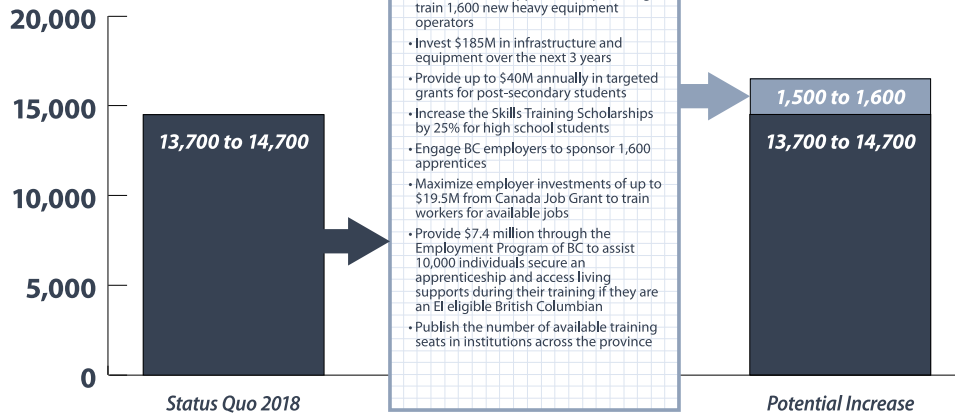 20,000
15,000
10,000
5,000
0
13,700 to 14,700
Status Quo 2018
train 1,600 new heavy equipment
operators
• Invest $185M in infrastructure and
equipment over the next 3 years
• Provide up to $40M annually in targeted
grants for post-secondary students
• Increase the Skills Training Scholarships
by 25% for high school students
• Engage BC employers to sponsor 1,600
apprentices
• Maximize employer investments of up to
$19.5M from Canada Job Grant to train
workers for available jobs
• Provide $7.4 million through the
Employment Program of BC to assist
10,000 individuals secure an
apprenticeship and access living
supports during their training if they are
an EI eligible British Columbian
• Publish the number of available training
seats in institutions across the province
1,500 to 1,600
13,700 to 14,700
Potential Increase